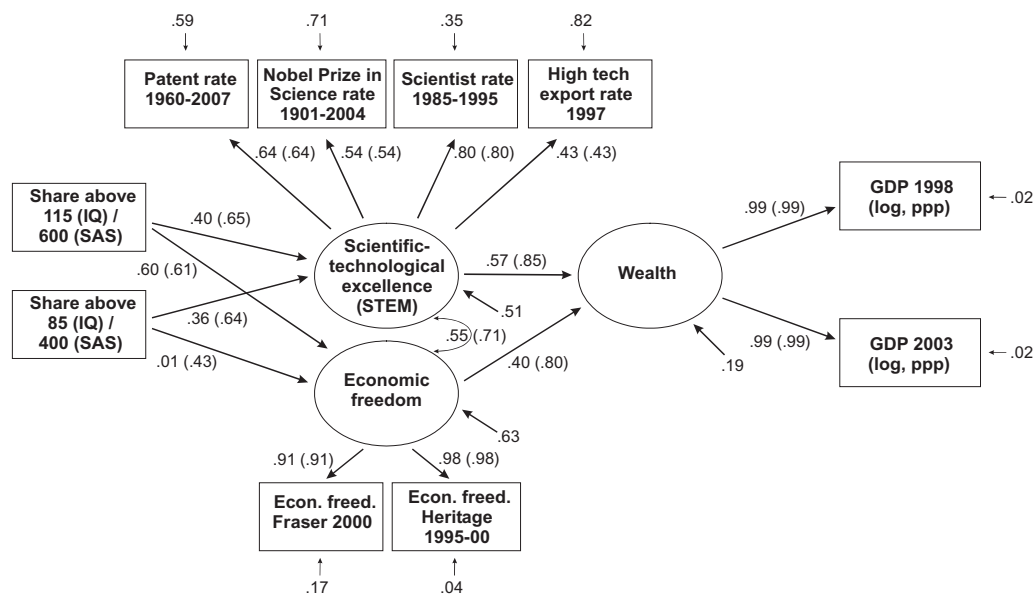 .59
.71
.35
.82
Patent rate
1960-2007
Nobel Prize in
Science rate
1901-2004
Scientist rate
1985-1995
High tech
export rate
1997
.64 (.64)
.54 (.54)
.80 (.80)
.43 (.43)
Share above
115 (IQ) /
600 (SAS)
.40 (.65)
.60 (.61)
Share above
85 (IQ) /
400 (SAS)
.36 (.64)
.01 (.43)
Scientific-
technological
excellence
(STEM)
.57 (.85)
.51
.55 (.71)
Economic
freedom
.40 (.80)
.63
Wealth
.19
.99 (.99)
GDP 1998
(log, ppp)
.02
.99 (.99)
GDP 2003
(log, ppp)
.02
.91 (.91)
.98 (.98)
Econ. freed.
Fraser 2000
Econ. freed.
Heritage
1995-00
.17
.04